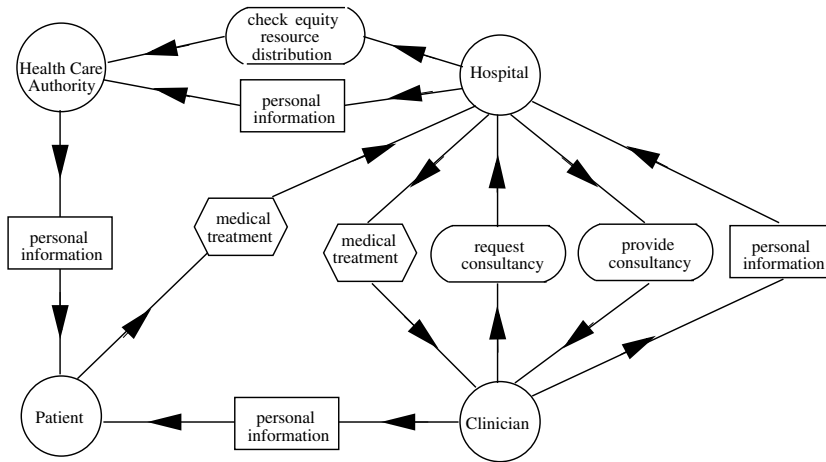 check equity
resource
distribution
Health Care
Authority
Hospital
personal
information
personal
information
medical
treatment
medical
treatment
request
consultancy
provide
consultancy
personal
information
Patient
personal
information
Clinician